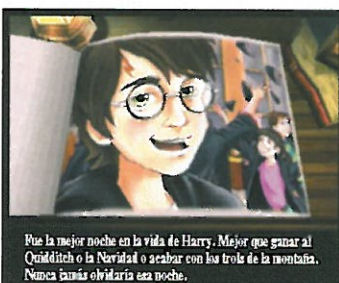 Fue la mejor noche en la vida de Harry. Mejor que ganar al
Quidditch o la Navidad o acabar con los trols de la montaña.
Nunca jamás olvidaría esa noche.